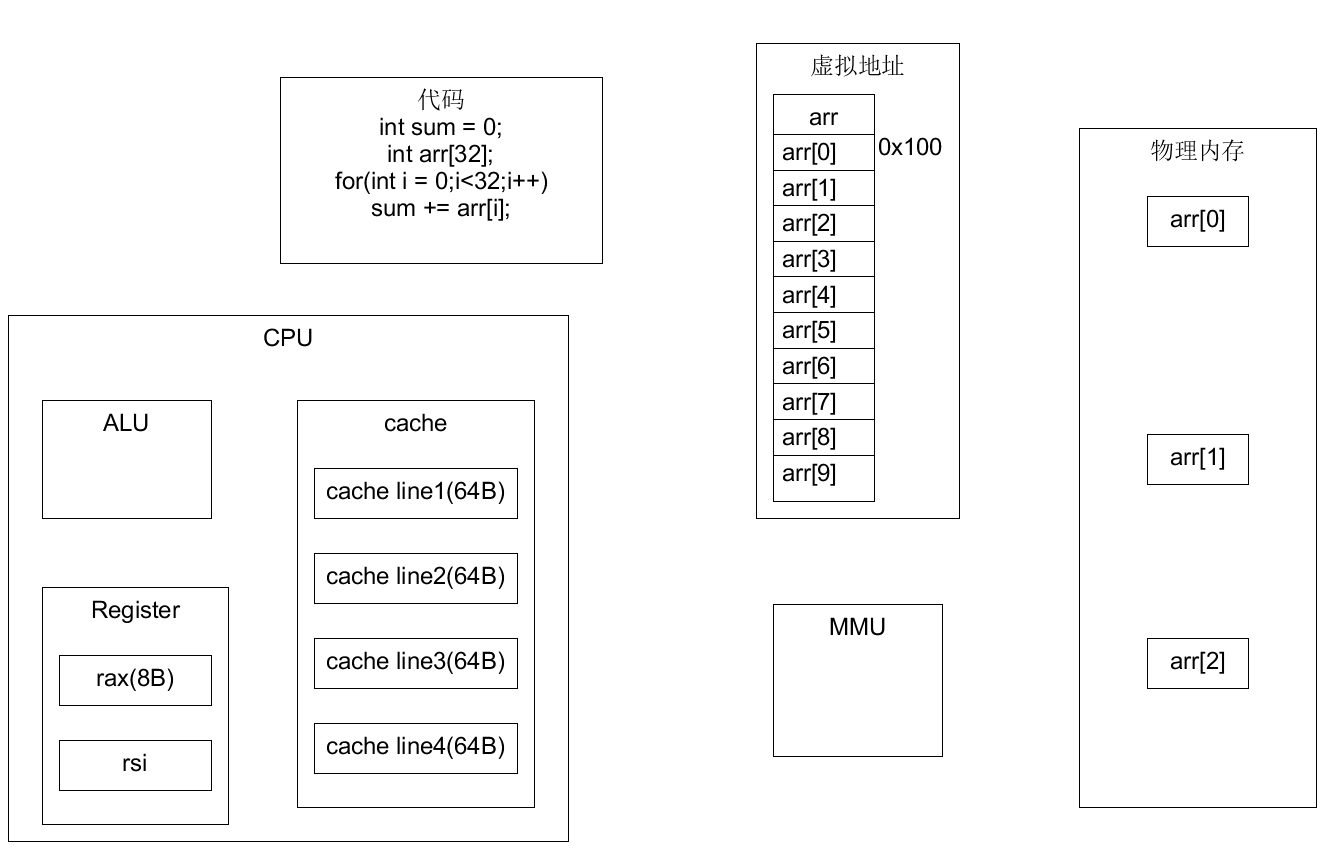 代码
int sum = 0;
int arr[32];
for(int i = 0;i<32;i++)
sum += arr[i];
CPU
ALU
Register
rax(8B)
rsi
cache
cache line1(64B)
cache line2(64B)
cache line3(64B)
cache line4(64B)
虚拟地址
arr
arr[0]
0x100
arr[1]
arr[2]
arr[3]
arr[4]
arr[5]
arr[6]
arr[7]
arr[8]
arr[9]
MMU
物理内存
arr[0]
arr[1]
arr[2]